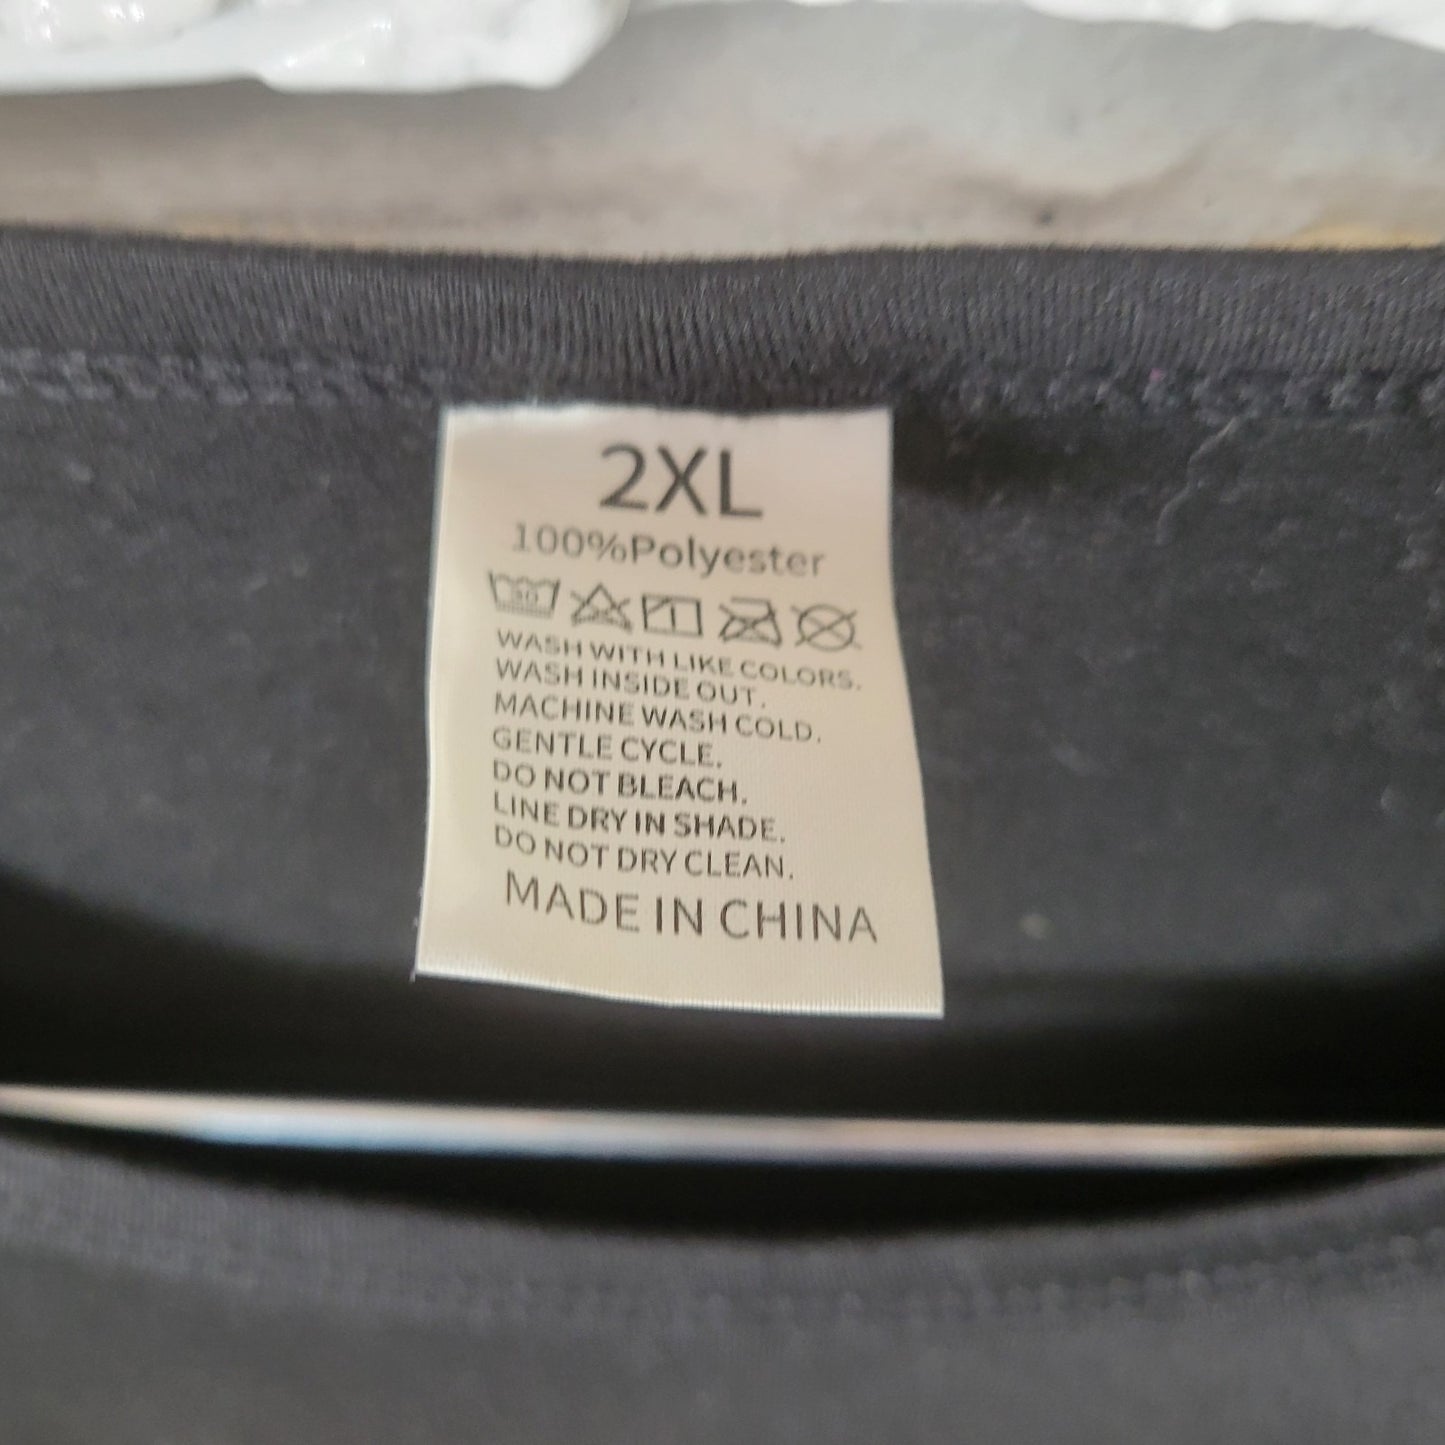 2XL
100%Polyester
30
WASH WITH LIKE COLORS.
WASH INSIDE OUT.
MACHINE WASH COLD.
GENTLE CYCLE.
DO NOT BLEACH.
LINE DRY IN SHADE.
DO NOT DRY CLEAN.
MADE IN CHINA